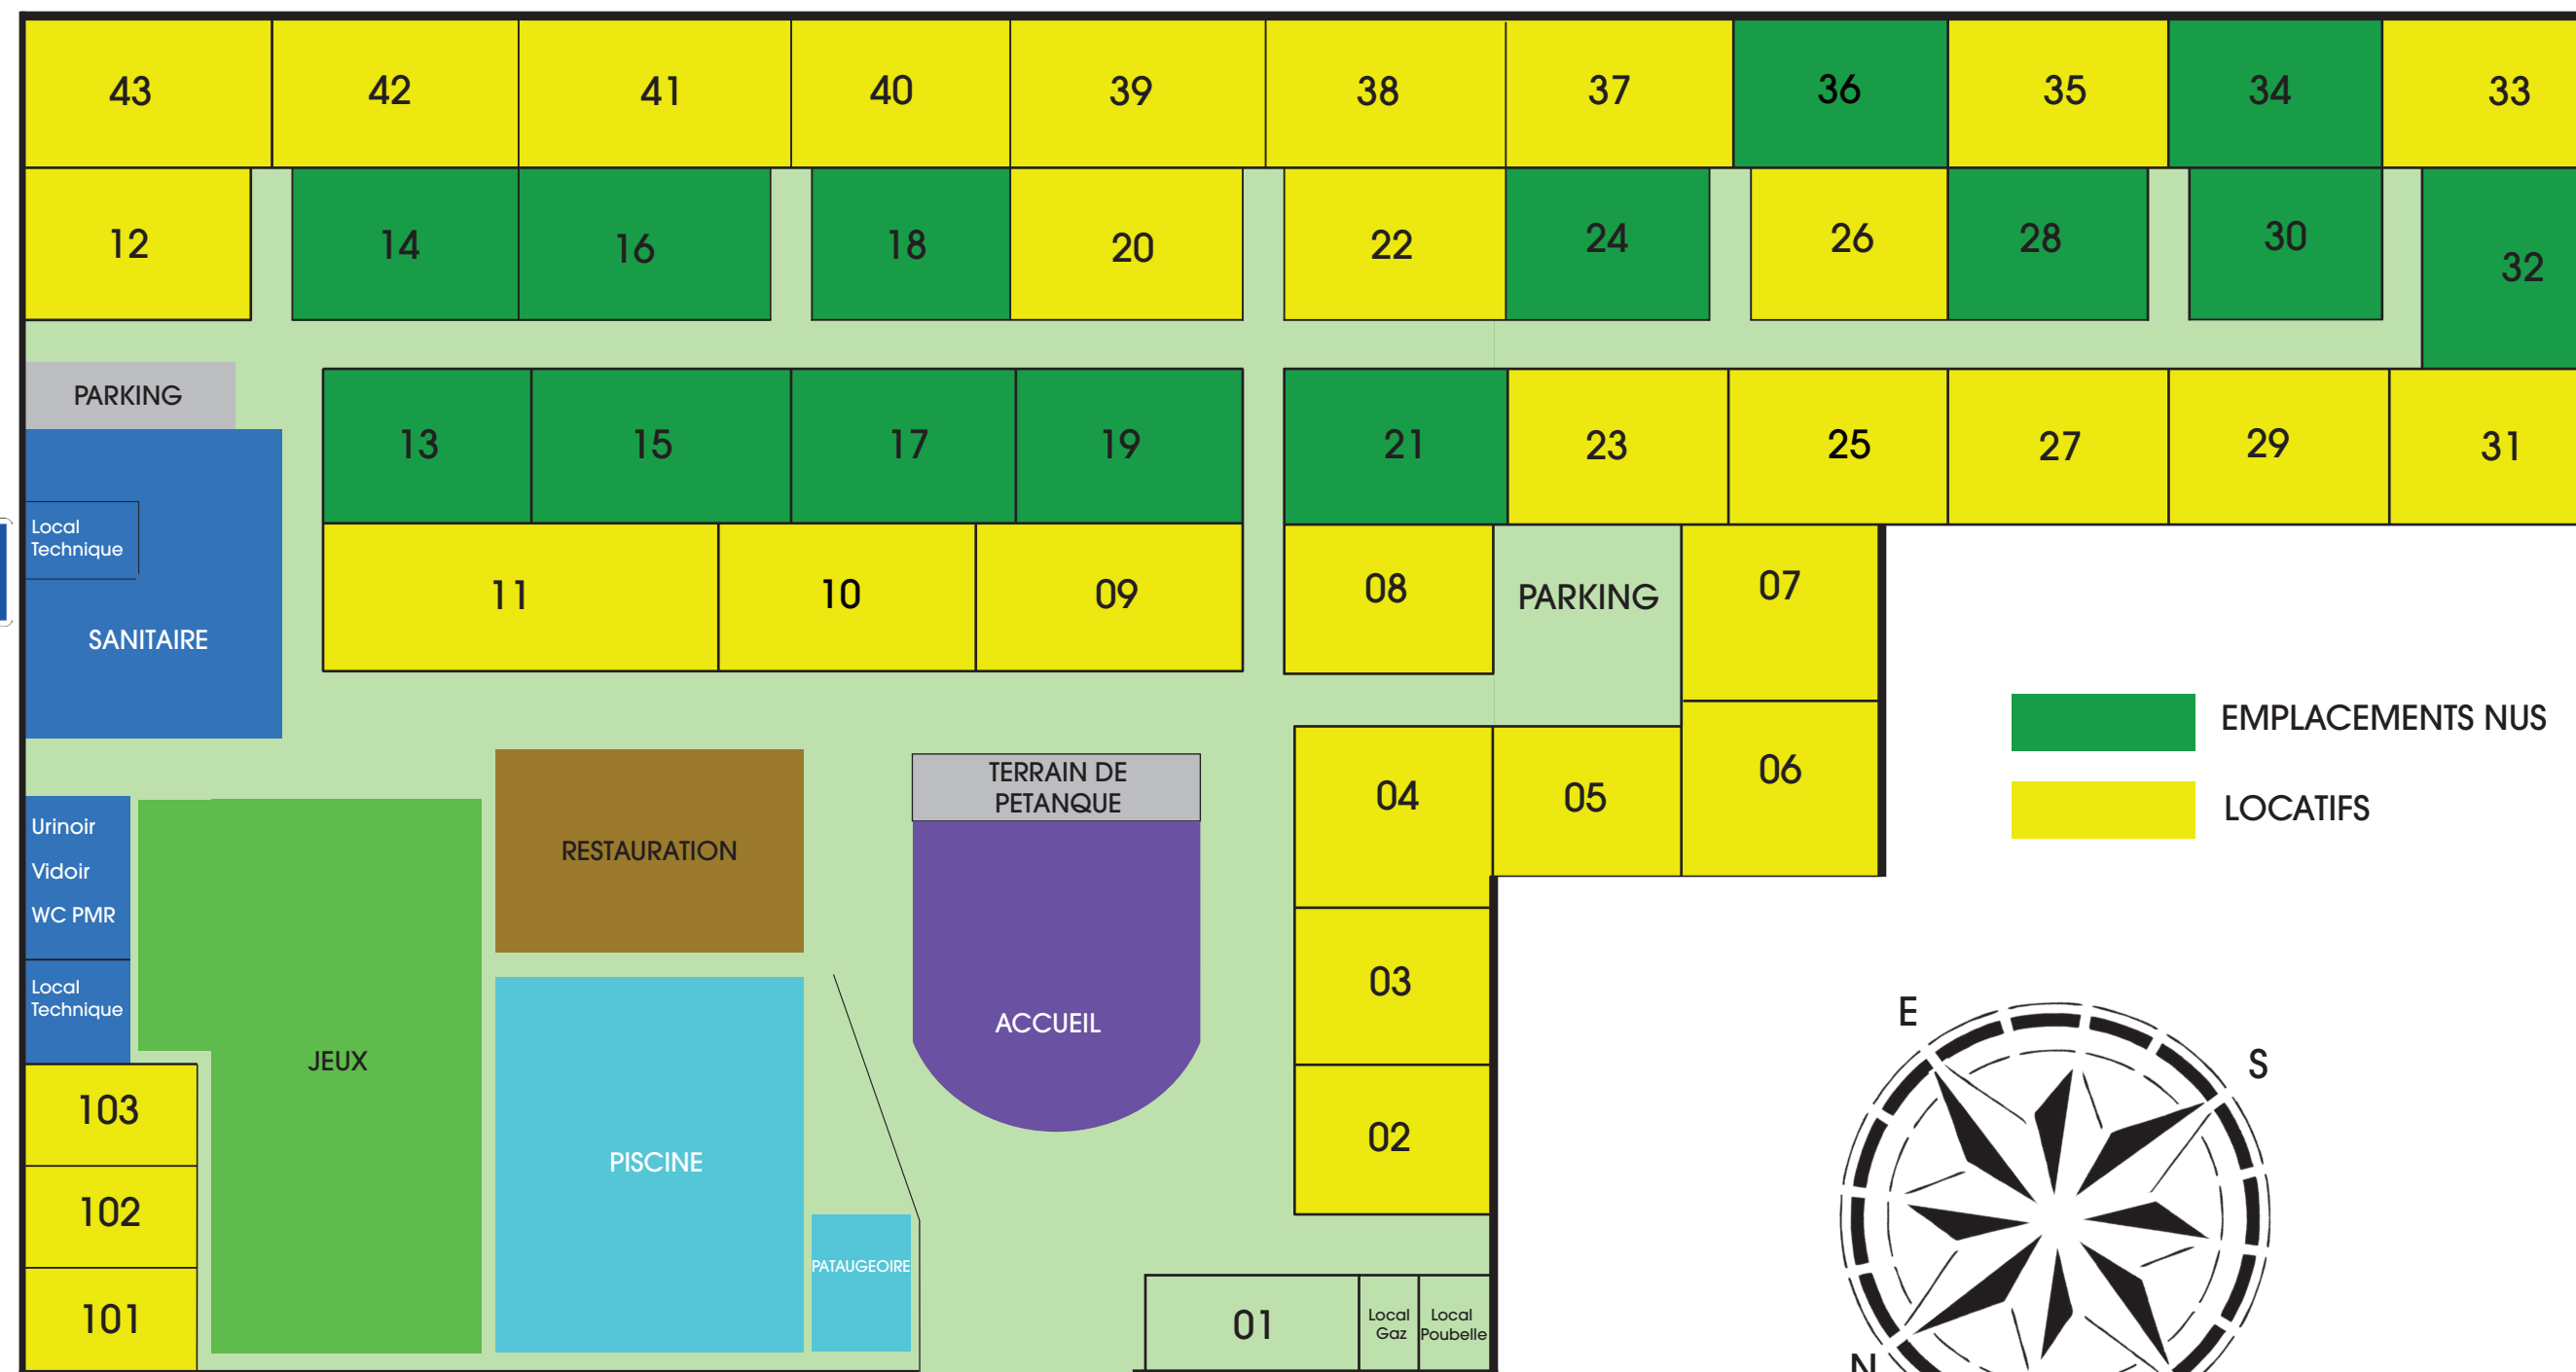 43 42 41 40 39 38 37 36 35 34 33
12 14 16 18 20 22 24 26 28 30 32
PARKING
13 15 17 19 21 23 25 27 29 31
Local
Technique
SANITAIRE
11 10 09 08 PARKING 07
EMPLACEMENTS NUS
LOCATIFS
04 05 06
TERRAIN DE
PETANQUE
RESTAURATION
Urinoir
Vidoir
WC PMR
Local
Technique
JEUX
ACCUEIL
03
02
103
102
101
PISCINE
PATAUGEOIRE
01
Local
Gaz
Local
Poubelle
E
S
N